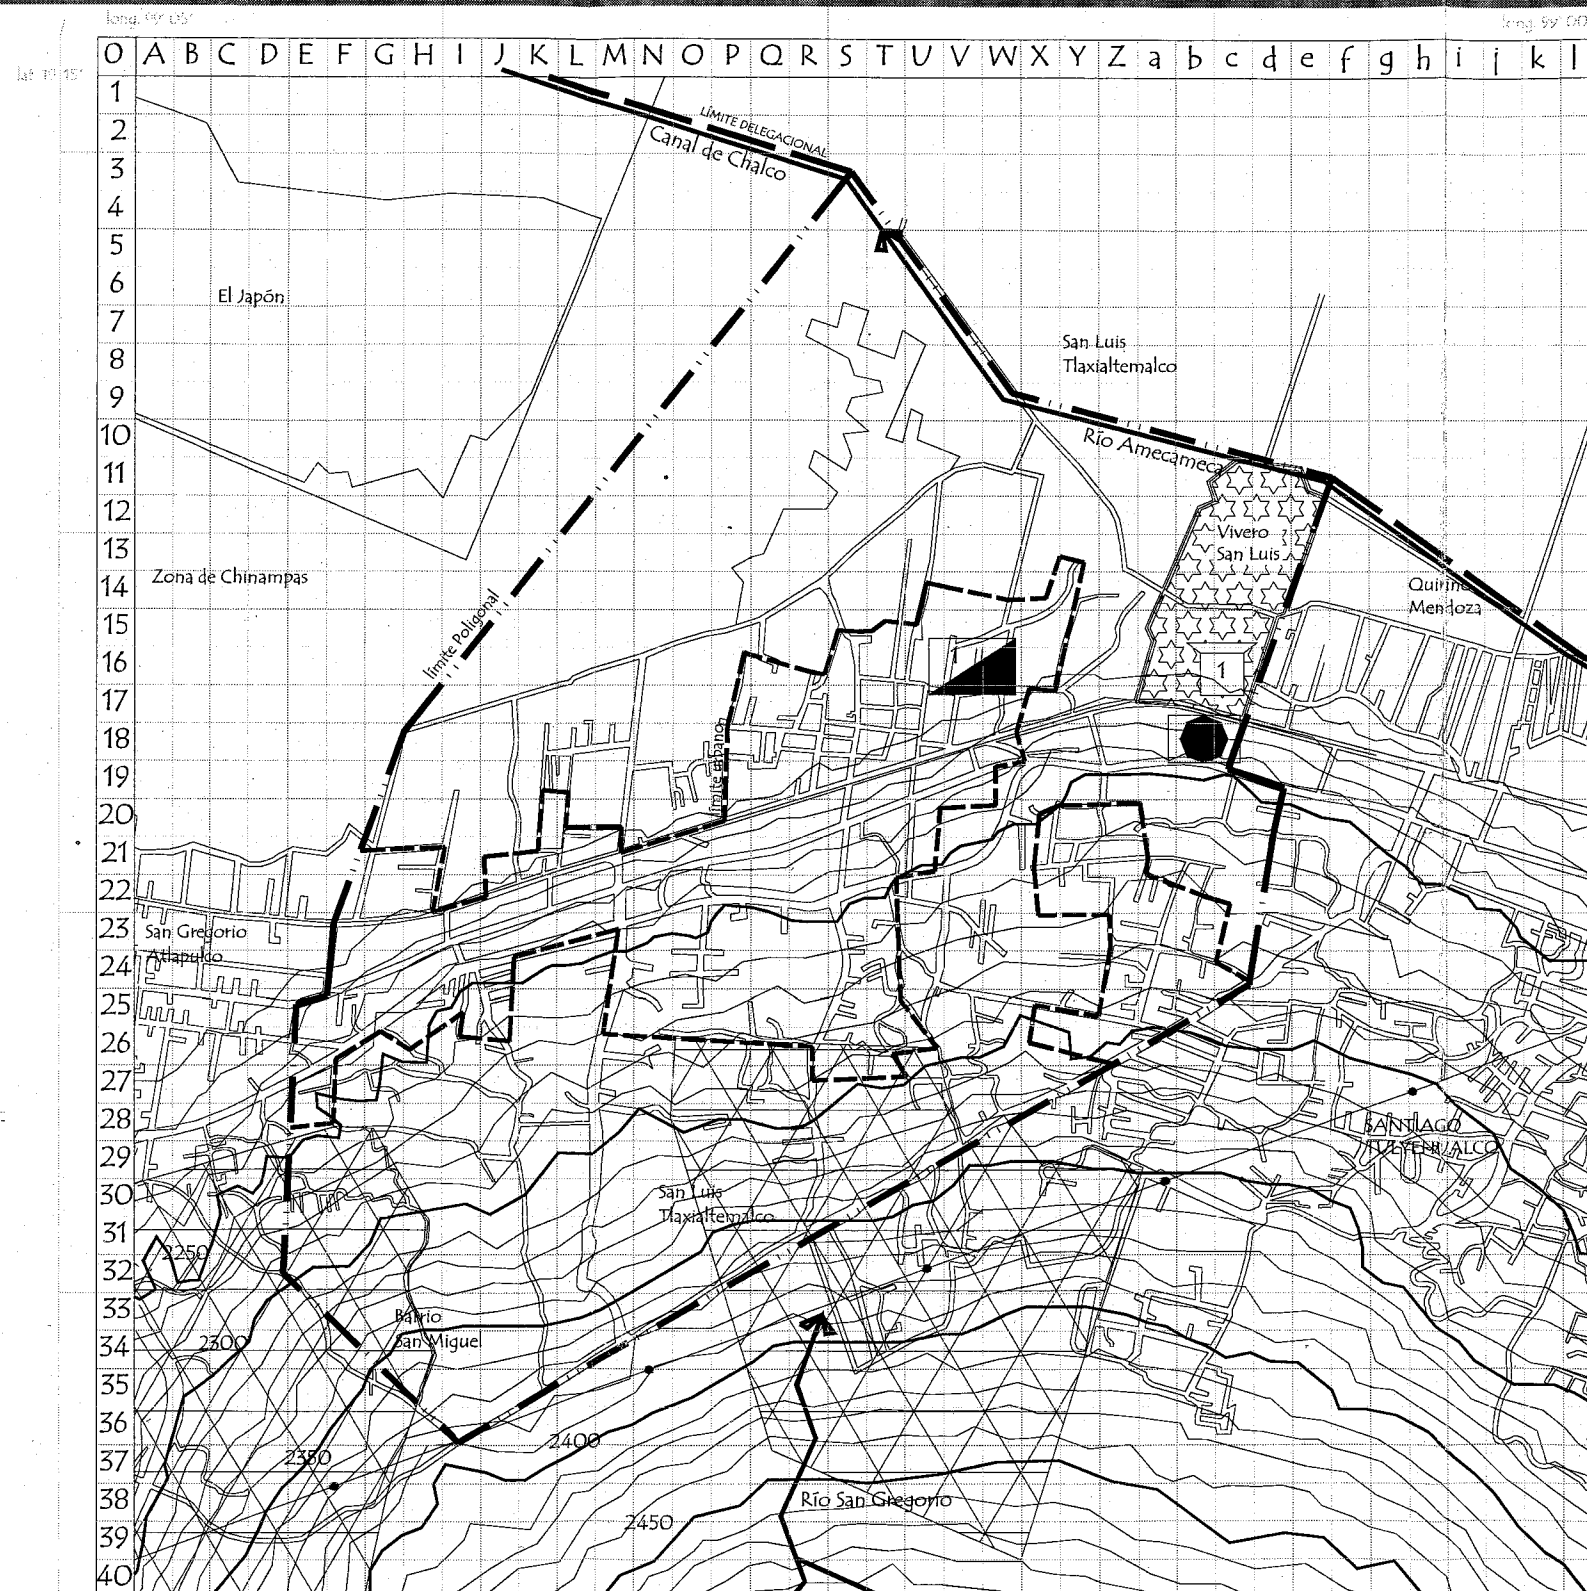 long. 99° 05'
long. 99° 00'
lat. 19° 15'
O A B C D E F G H I J K L M N O P Q R S T U V W X Y Z a b c d e f g h i j k l
1
2
3
4
5
6
7
8
9
10
11
12
13
14
15
16
17
18
19
20
21
22
23
24
25
26
27
28
29
30
31
32
33
34
35
36
37
38
39
40
LÍMITE DELEGACIONAL
Canal de Chalco
El Japón
San Luis
Tlaxialtemalco
Río Amecameca
Vivero
San Luis
Zona de Chinampas
Quirino
Mendoza
límite Poligonal
1
límite urbano
San Gregorio
Atlapulco
SANTIAGO
TULYEHUALCO
San Luis
Tlaxialtemalco
2250
Barrio
San Miguel
2300
2400
2350
Río San Gregorio
2450